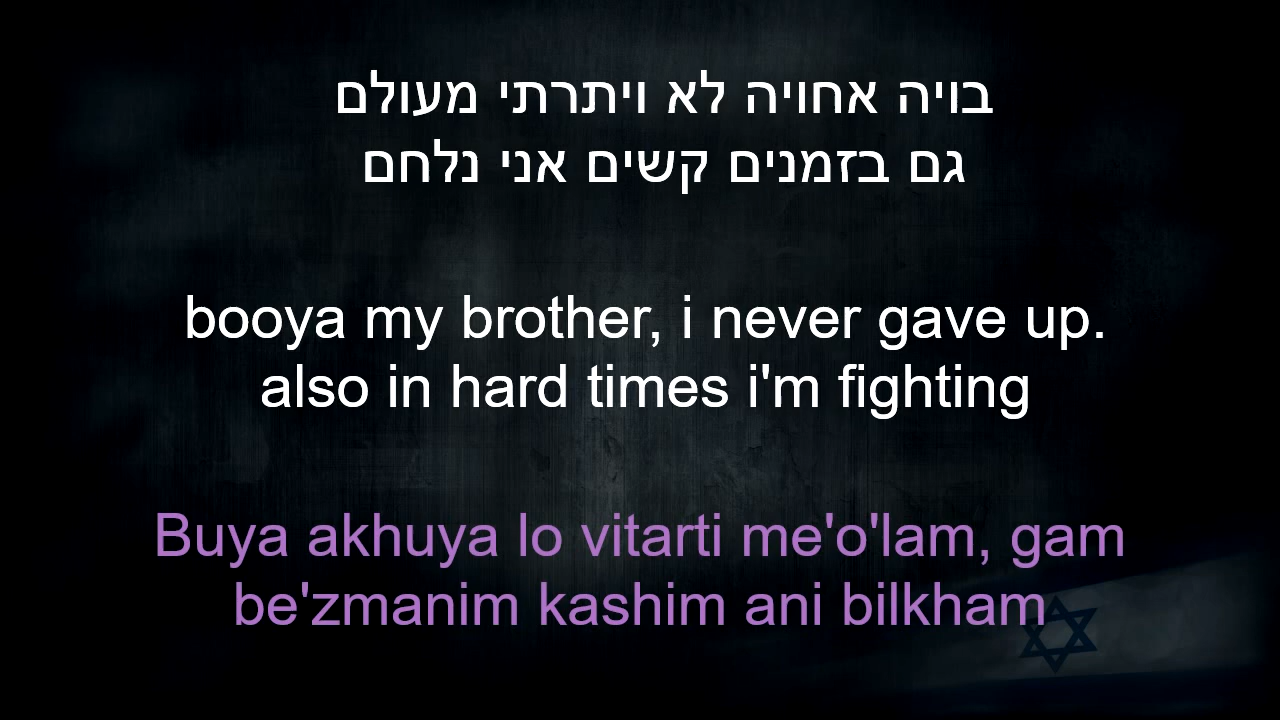 בויה אחויה לא ויתרתי מעולם
גם בזמנים קשים אני נלחם
booya my brother, i never gave up.
also in hard times i'm fighting
Buya akhuya lo vitarti me'o'lam, gam
be'zmanim kashim ani bilkham